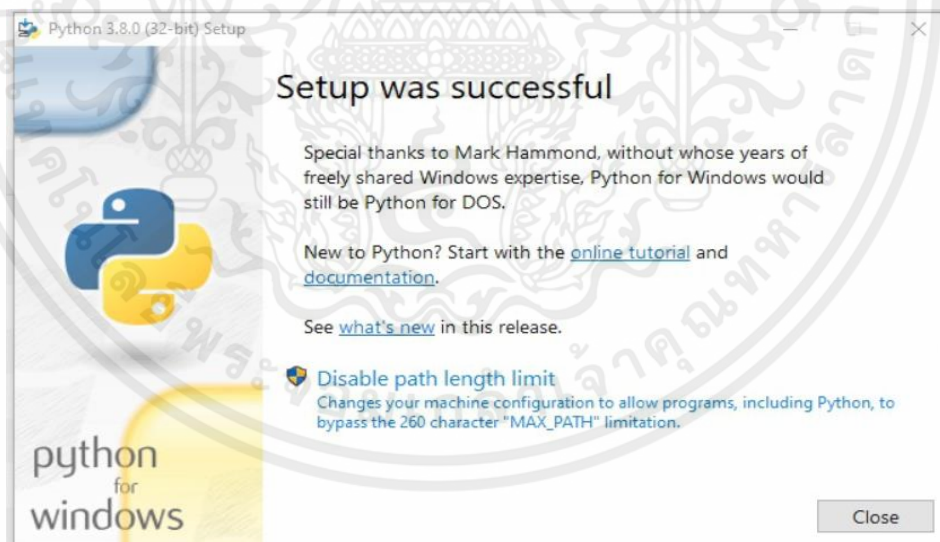 Python 3.8.0 (32-bit) Setup
Setup was successful
Special thanks to Mark Hammond, without whose years of
freely shared Windows expertise, Python for Windows would
still be Python for DOS.
New to Python? Start with the online tutorial and
documentation.
See what's new in this release.
Disable path length limit
Changes your machine configuration to allow programs, including Python, to
bypass the 260 character "MAX_PATH" limitation.
python
for
windows
Close